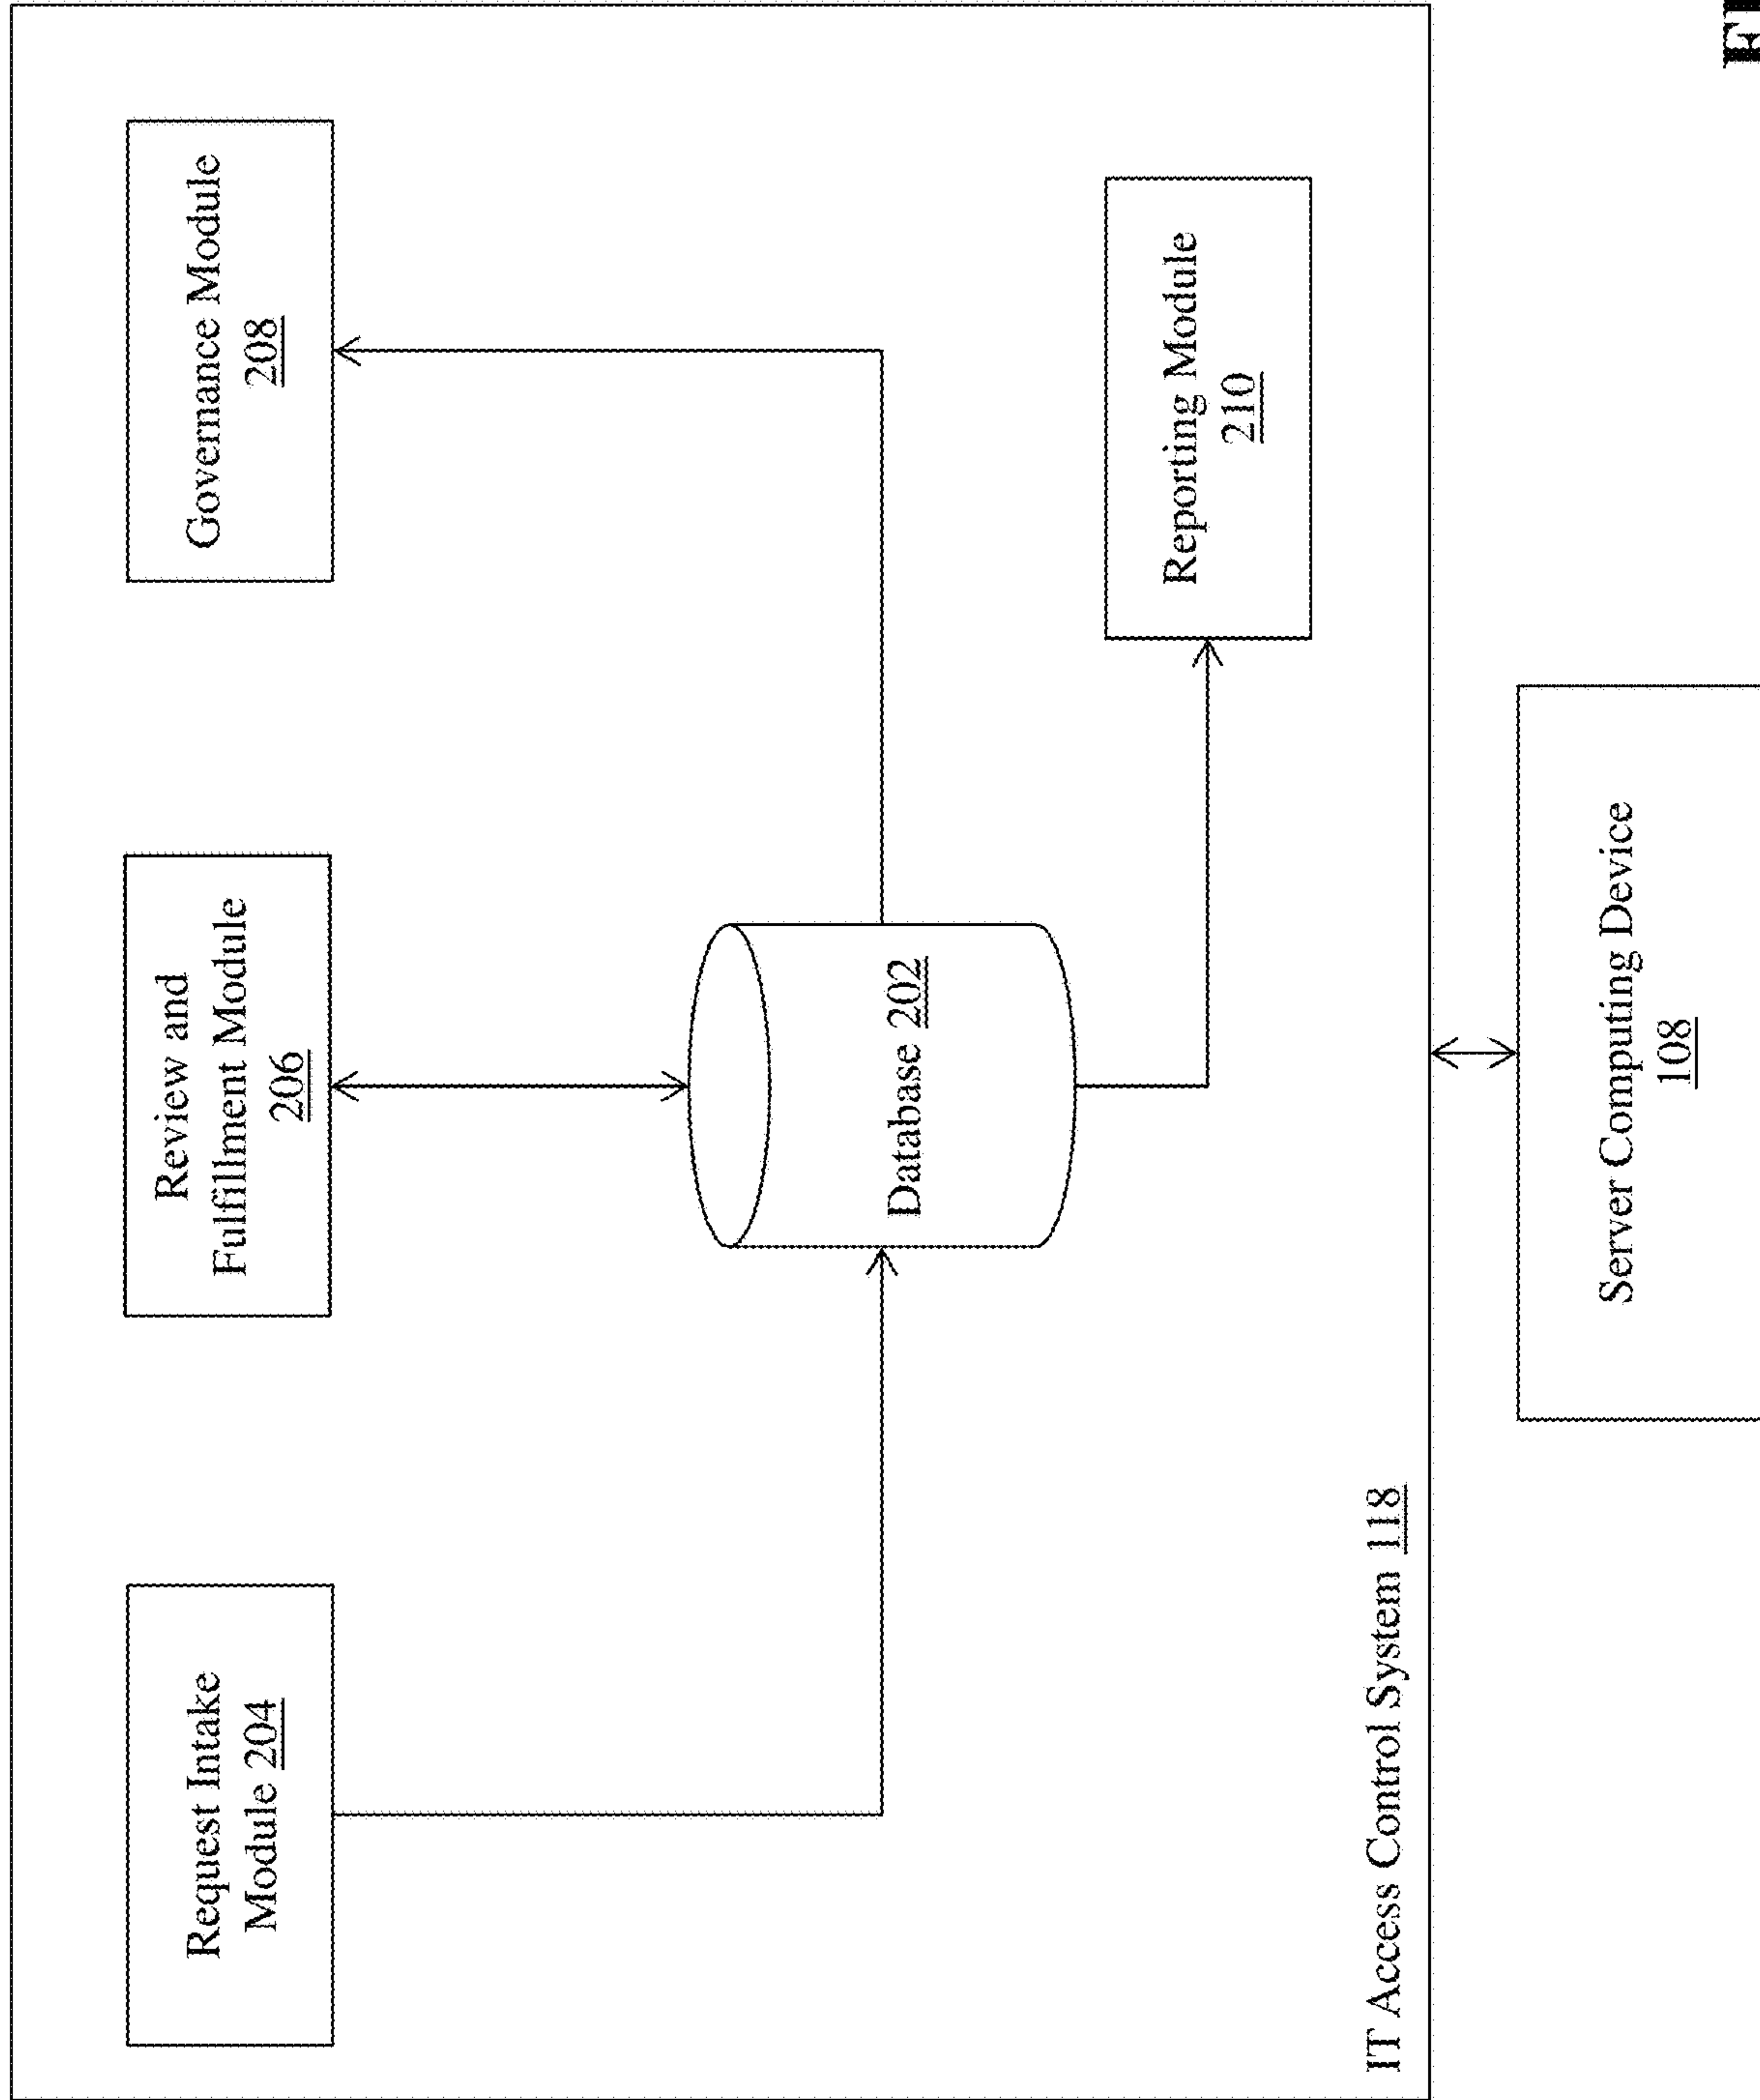 Request Intake
Module 204
Review and
Fulfillment Module
206
Governance Module
208
Database 202
Reporting Module
210
IT Access Control System 118
Server Computing Device
108